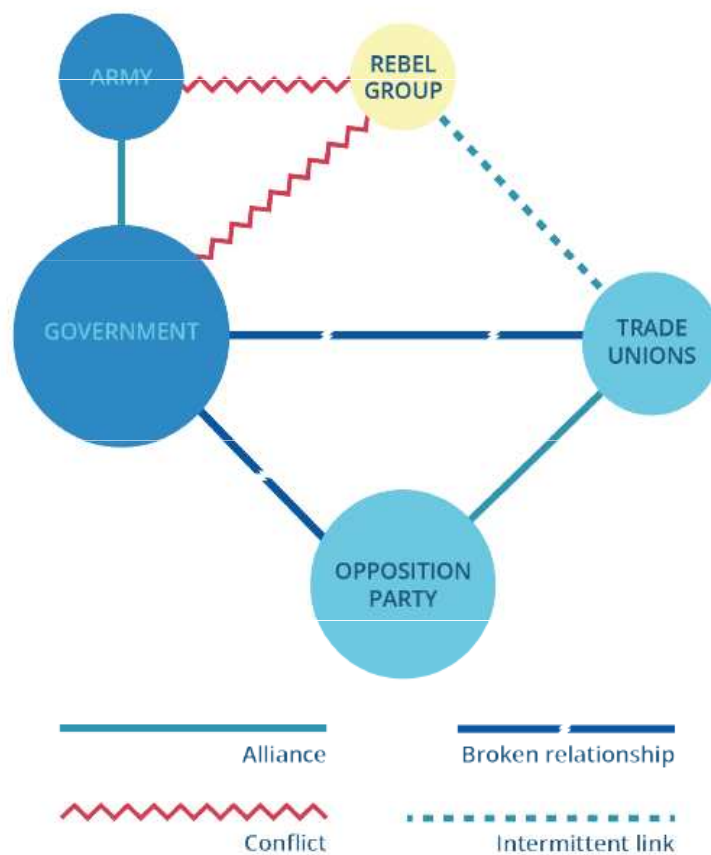 ARMY
REBEL
GROUP
GOVERNMENT
TRADE
UNIONS
OPPOSITION
PARTY
Alliance
Broken relationship
Conflict
Intermittent link